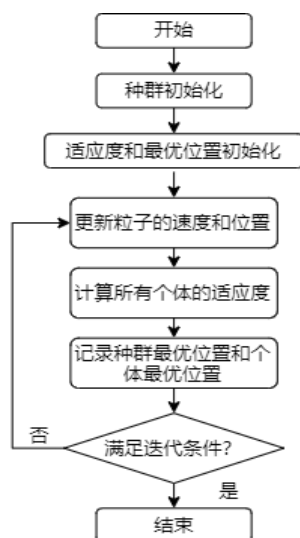 开始
种群初始化
适应度和最优位置初始化
更新粒子的速度和位置
计算所有个体的适应度
记录种群最优位置和个
体最优位置
满足迭代条件?
否
是
结束